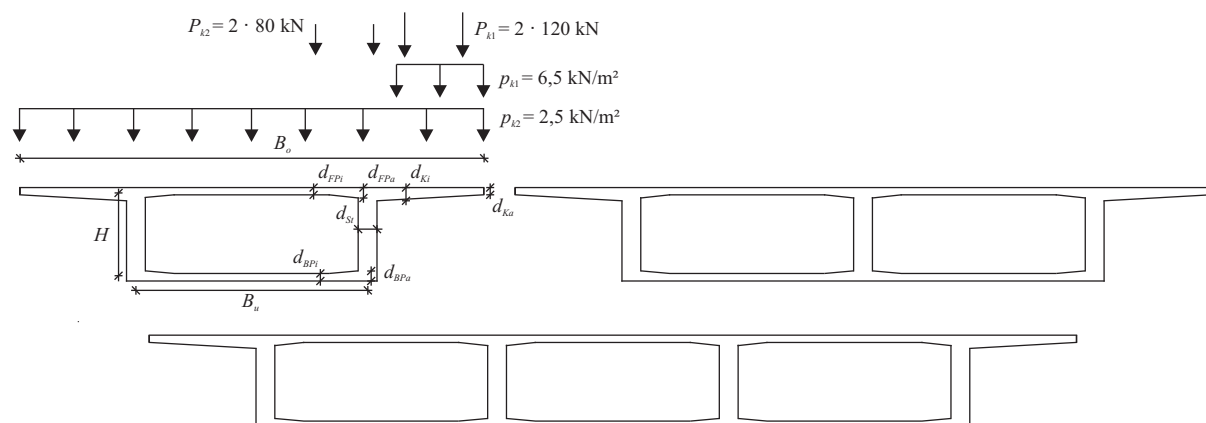 P_k2 = 2 · 80 kN
P_k1 = 2 · 120 kN
p_k1 = 6,5 kN/m²
p_k2 = 2,5 kN/m²
B_o
d_FPi
d_FPa
d_Ki
d_Ka
d_St
H
d_BPi
d_BPa
B_u